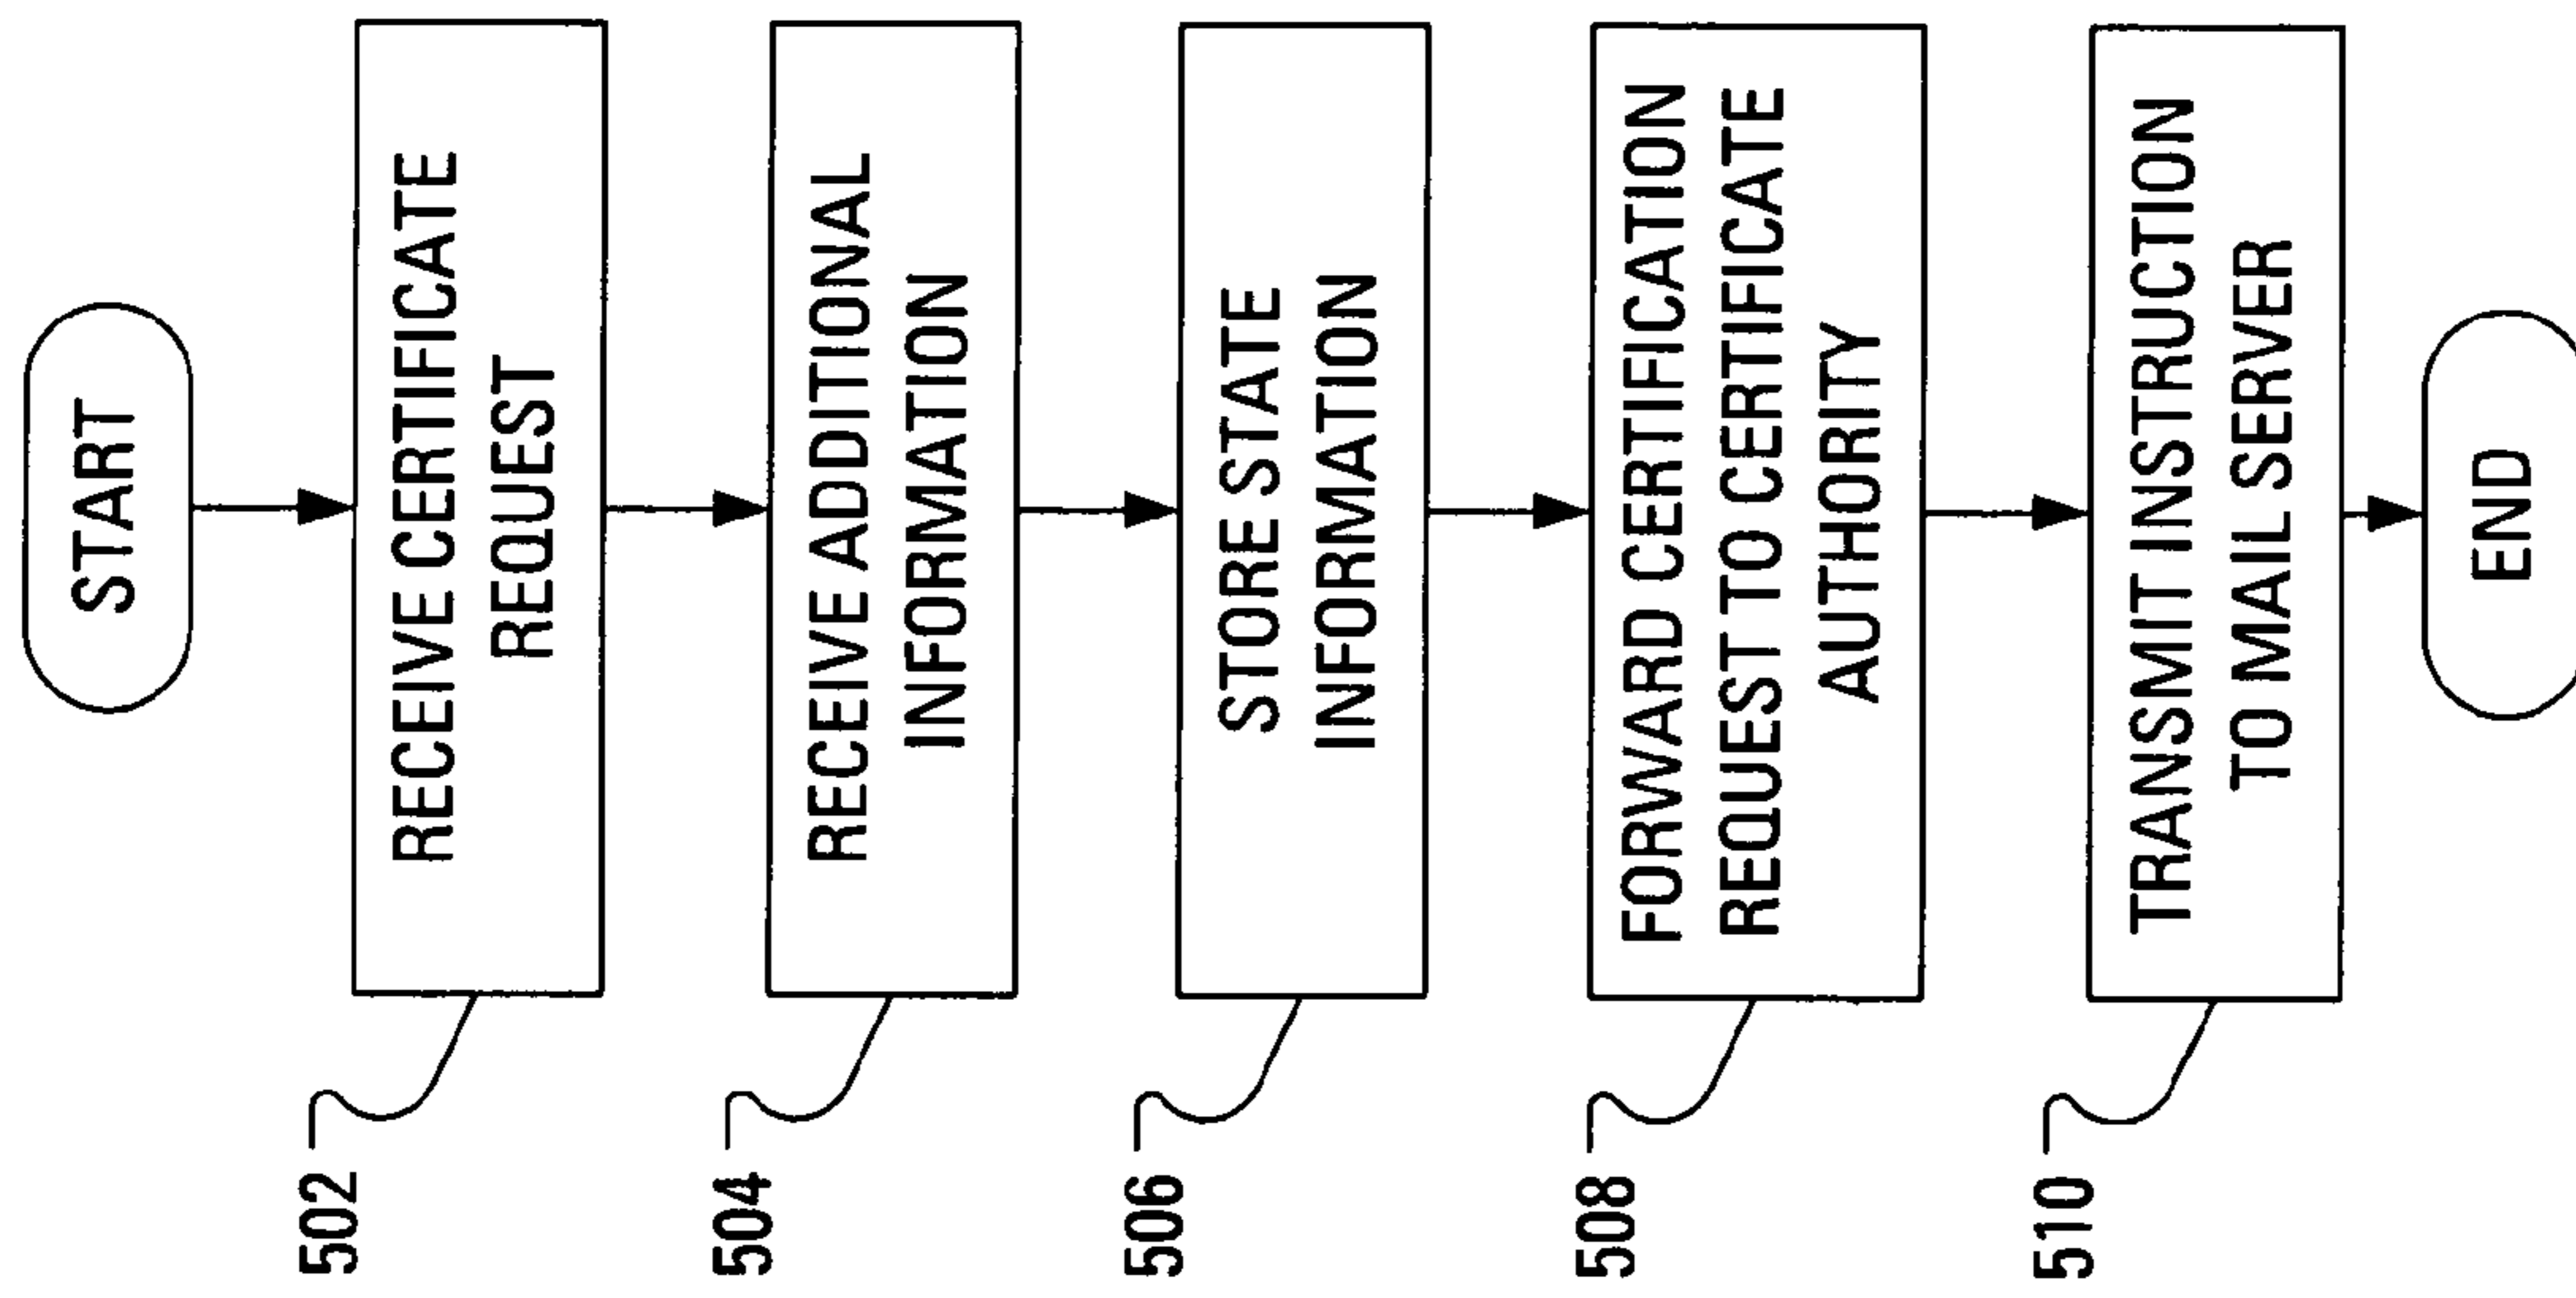 START
502
RECEIVE CERTIFICATE
REQUEST
504
RECEIVE ADDITIONAL
INFORMATION
506
STORE STATE
INFORMATION
508
FORWARD CERTIFICATION
REQUEST TO CERTIFICATE
AUTHORITY
510
TRANSMIT INSTRUCTION
TO MAIL SERVER
END